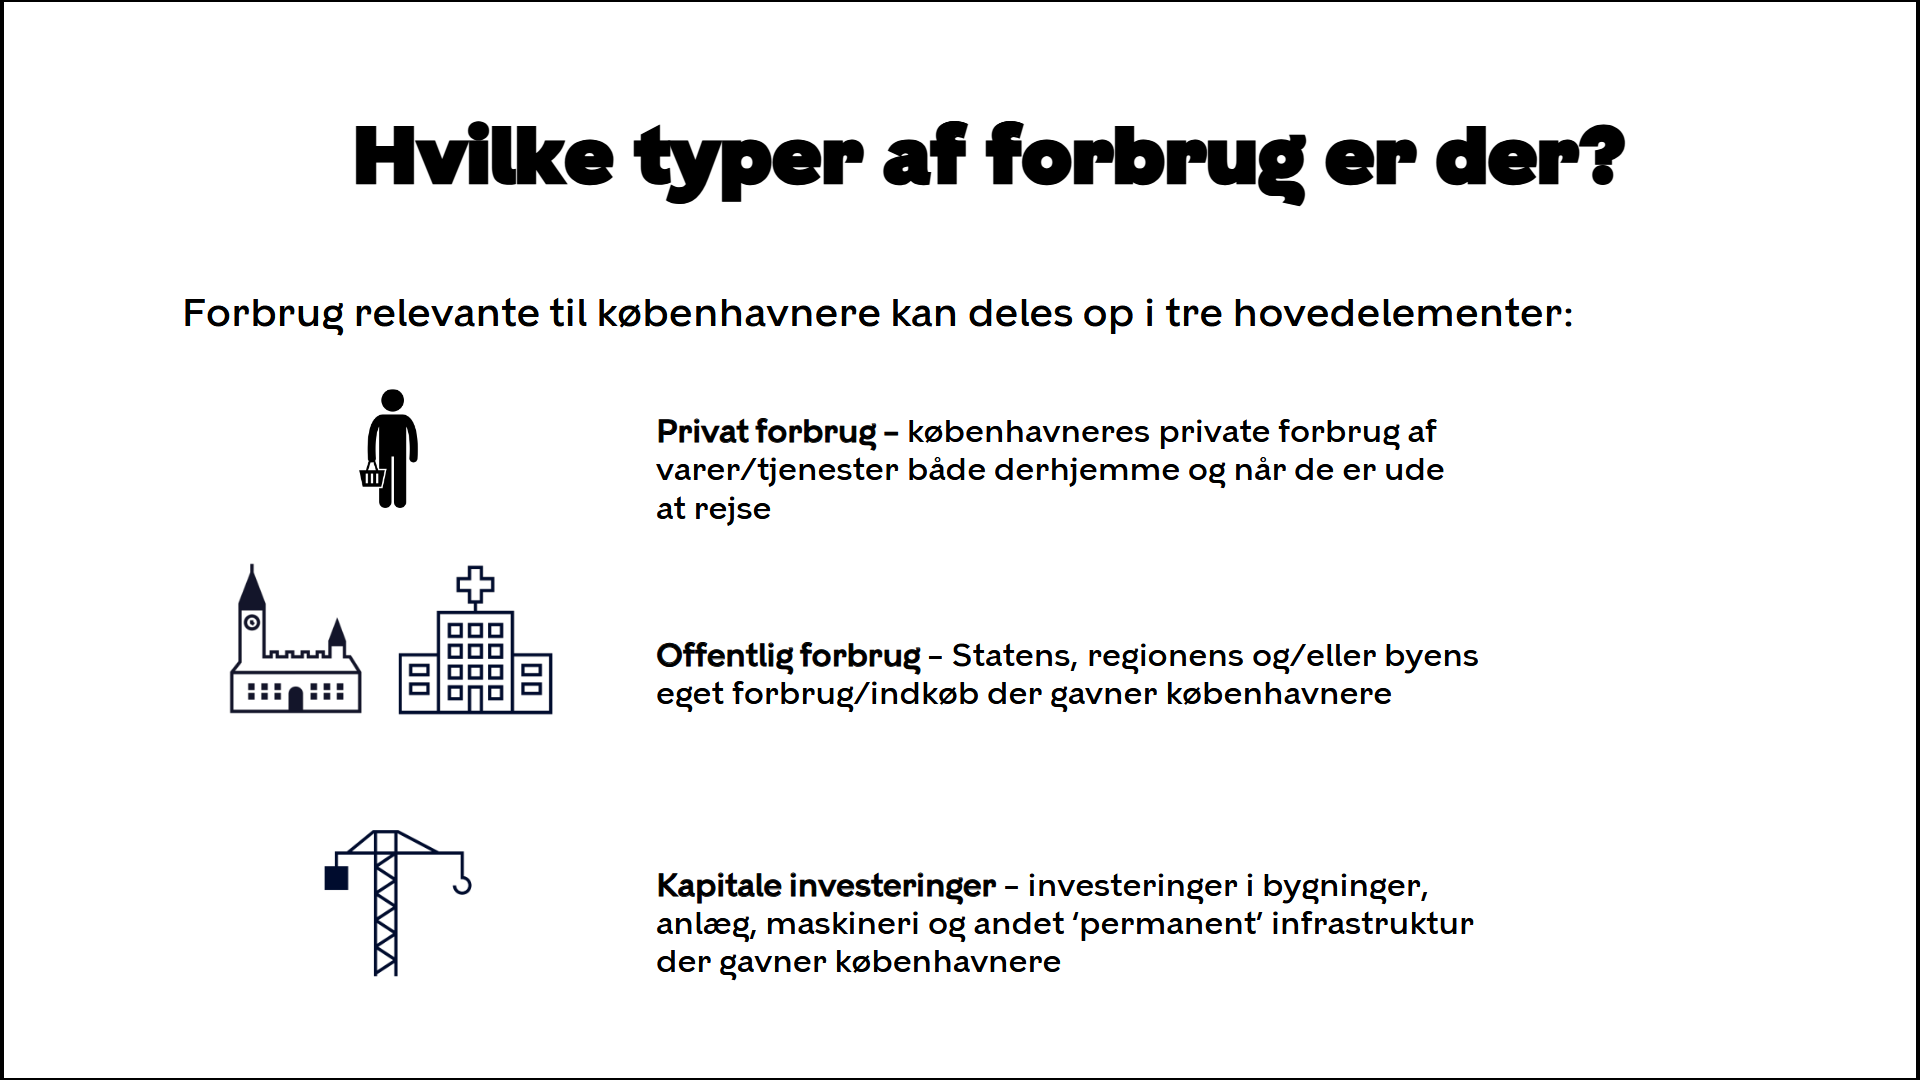 Hvilke typer af forbrug er der?
Forbrug relevante til københavnere kan deles op i tre hovedelementer:
Privat forbrug – københavneres private forbrug af
varer/tjenester både derhjemme og når de er ude
at rejse
Offentlig forbrug – Statens, regionens og/eller byens
eget forbrug/indkøb der gavner københavnere
Kapitale investeringer – investeringer i bygninger,
anlæg, maskineri og andet ‘permanent’ infrastruktur
der gavner københavnere